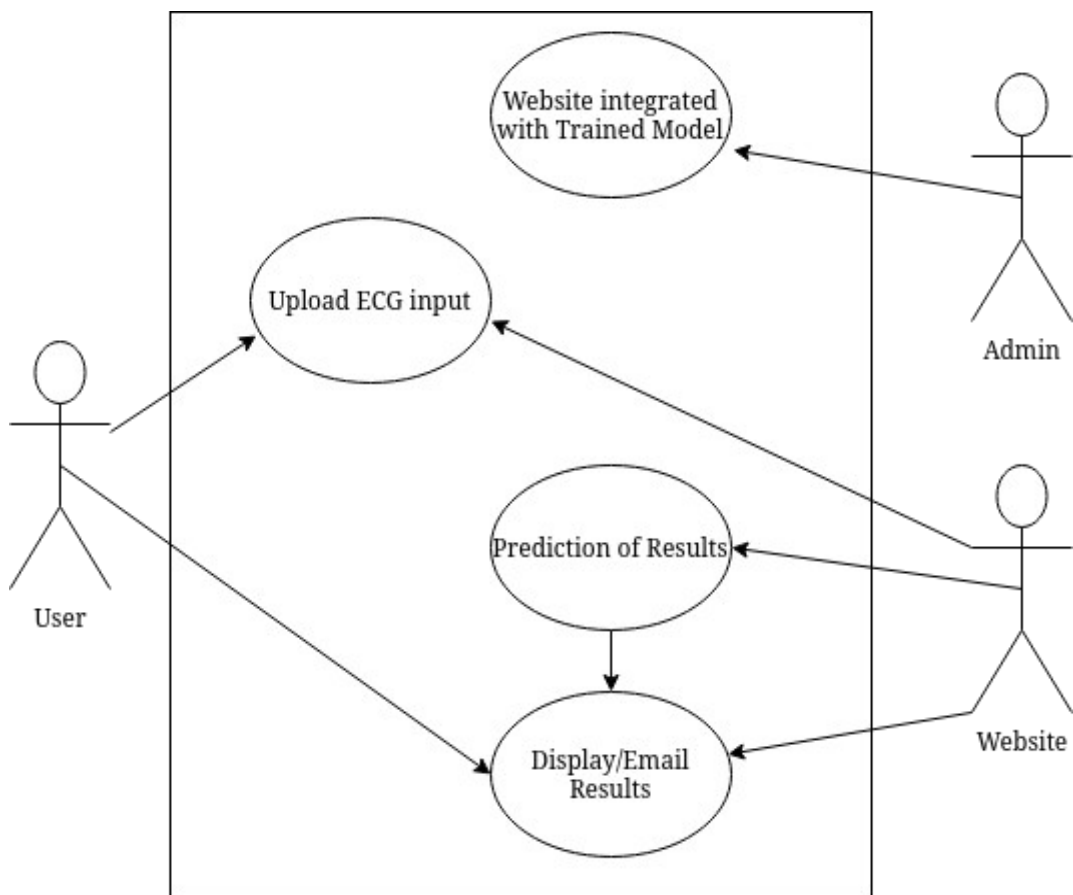 Website integrated
with Trained Model
Admin
Upload ECG input
User
Prediction of Results
Website
Display/Email
Results